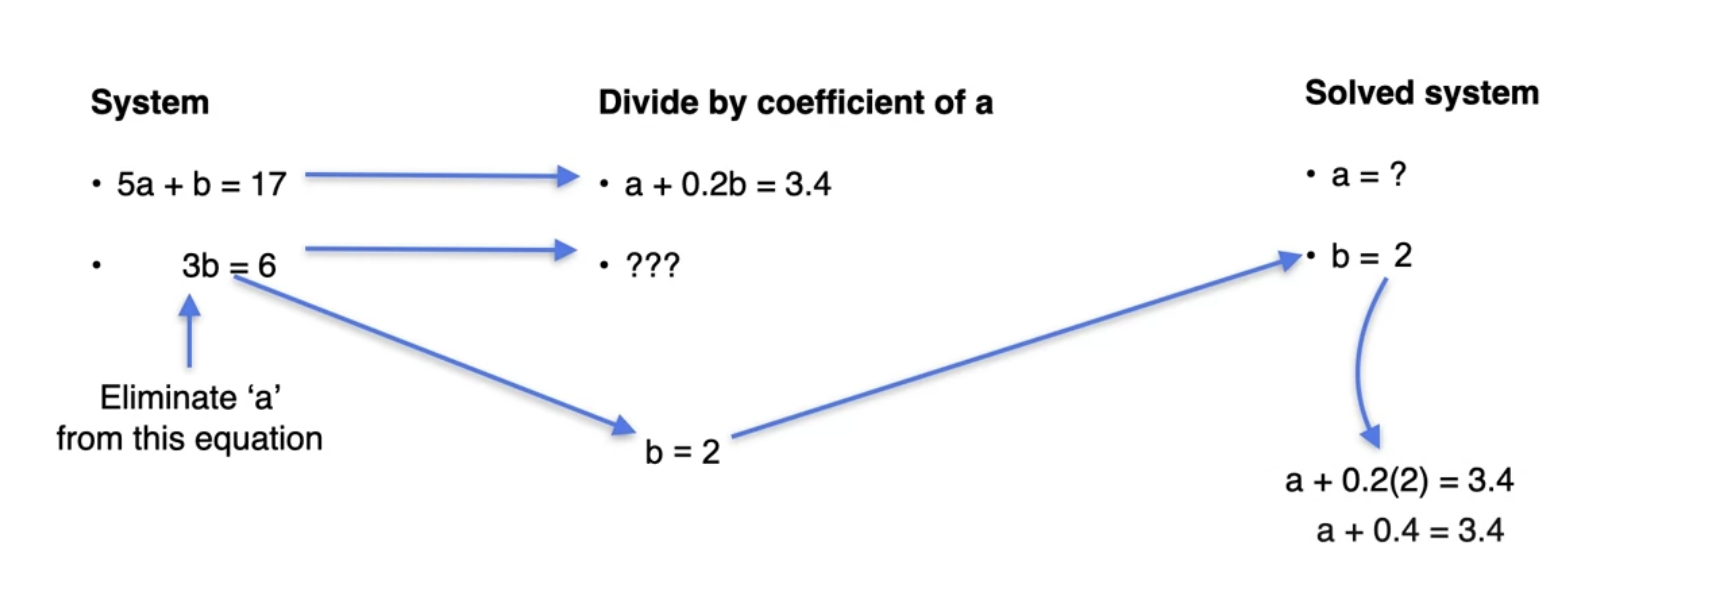 System
• 5a + b = 17
• 3b = 6
Eliminate ‘a’
from this equation
Divide by coefficient of a
• a + 0.2b = 3.4
• ???
b = 2
Solved system
• a = ?
• b = 2
a + 0.2(2) = 3.4
a + 0.4 = 3.4